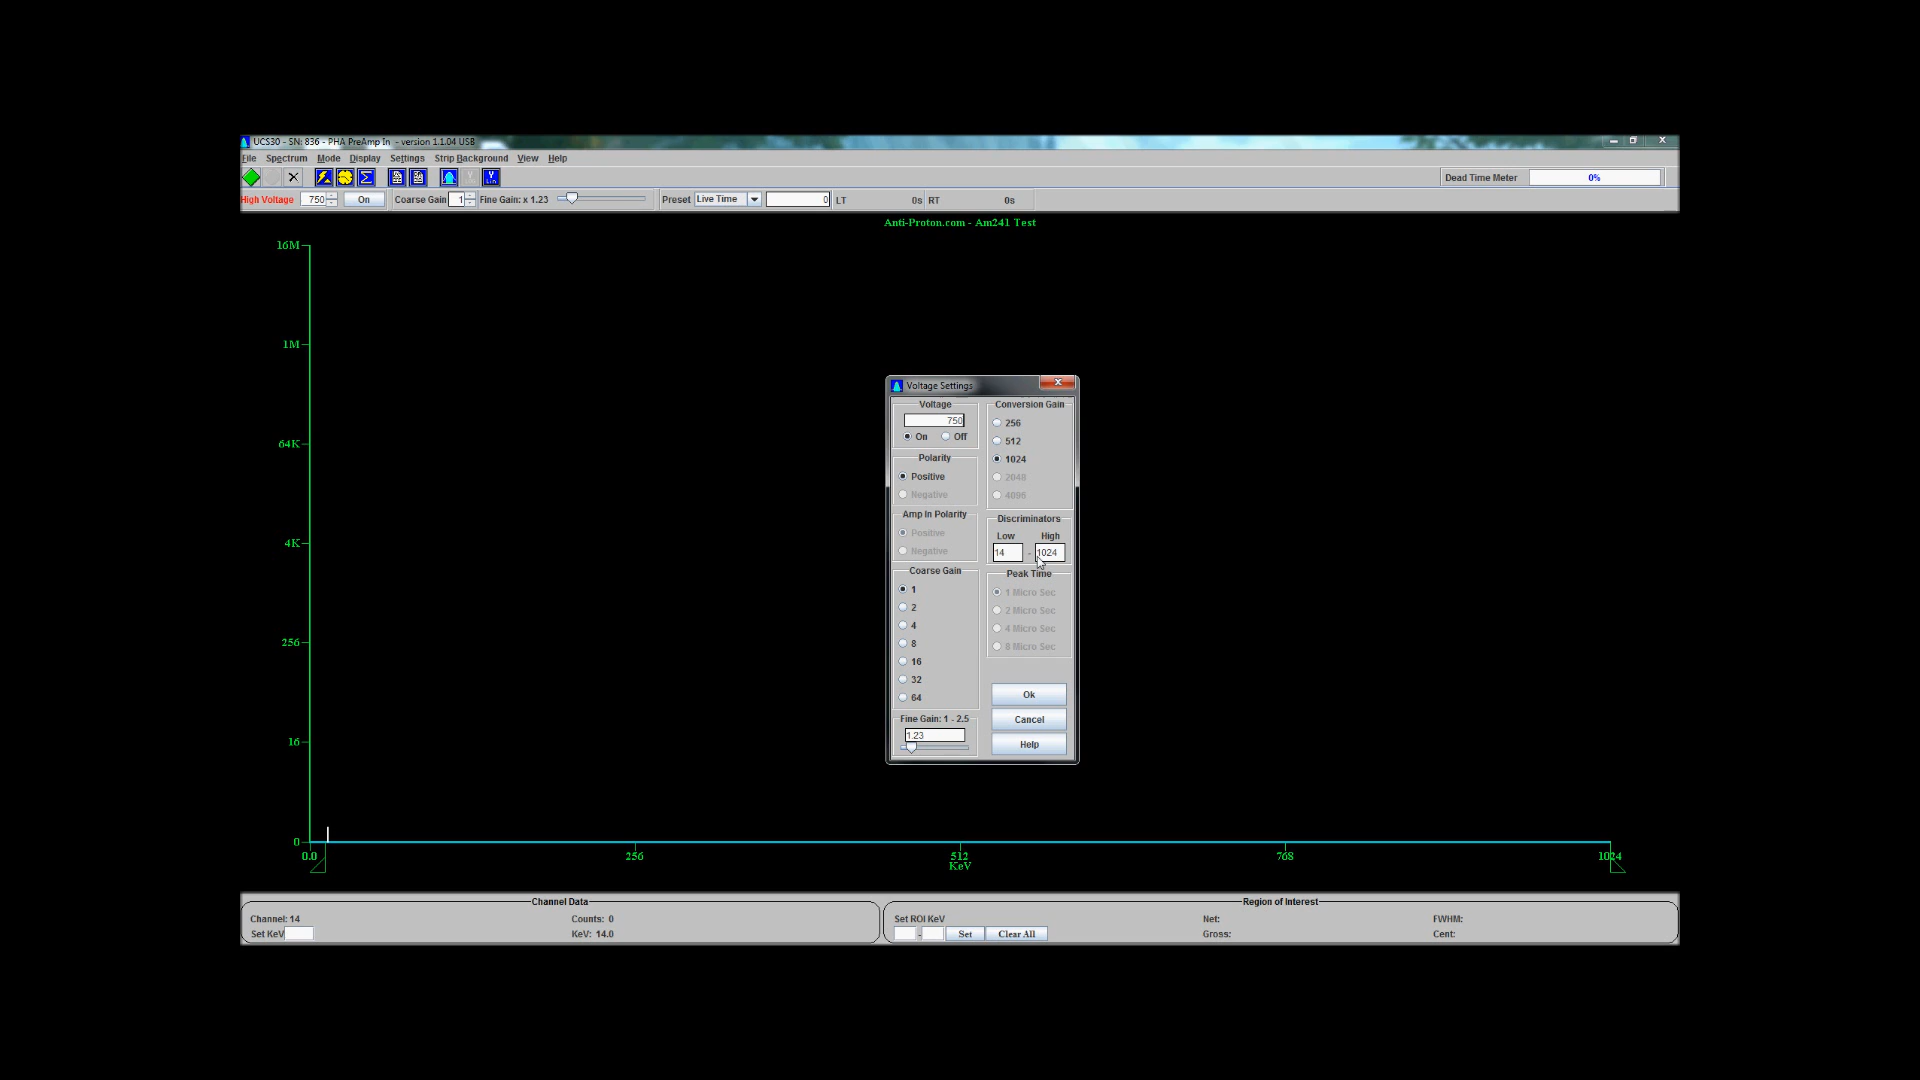 UCS30 - SN: 836 - PHA PreAmp In - version 1.1.04 USB
File Spectrum Mode Display Settings Strip Background View Help
Dead Time Meter 0%
High Voltage 750 On Coarse Gain 1 Fine Gain: x 1.23 Preset Live Time 0 LT 0s RT 0s
Anti-Proton.com - Am241 Test
16M
1M
64K
4K
256
16
0
0.0 256 512 768 1024
KeV
Voltage Settings
Voltage
750
On Off
Polarity
Positive
Negative
Amp In Polarity
Positive
Negative
Coarse Gain
1
2
4
8
16
32
64
Fine Gain: 1 - 2.5
1.23
Conversion Gain
256
512
1024
2048
4096
Discriminators
Low High
14 - 1024
Peak Time
1 Micro Sec
2 Micro Sec
4 Micro Sec
8 Micro Sec
Ok
Cancel
Help
Channel Data
Channel: 14 Counts: 0
Set KeV KeV: 14.0
Region of Interest
Set ROI KeV Net: FWHM:
- Set Clear All Gross: Cent: